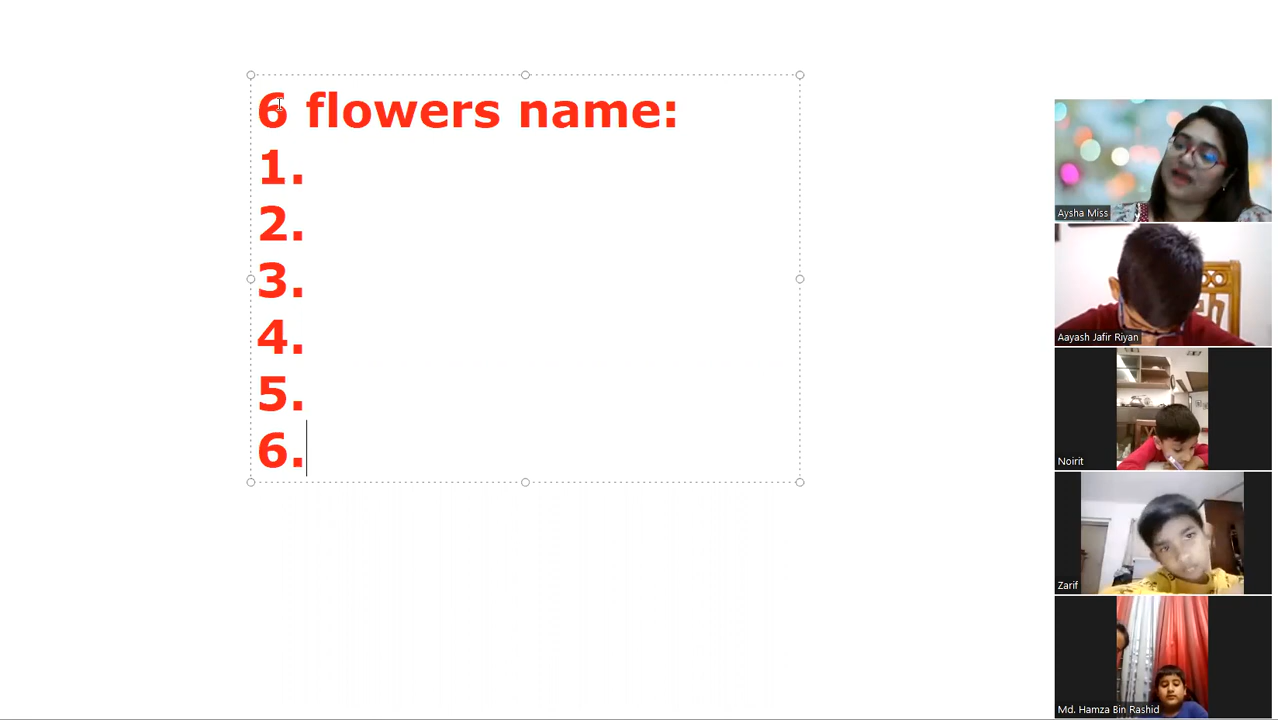 6 flowers name:
1.
2.
3.
4.
5.
6.
Aysha Miss
Aayash Jafir Riyan
Noirit
Zarif
Md. Hamza Bin Rashid